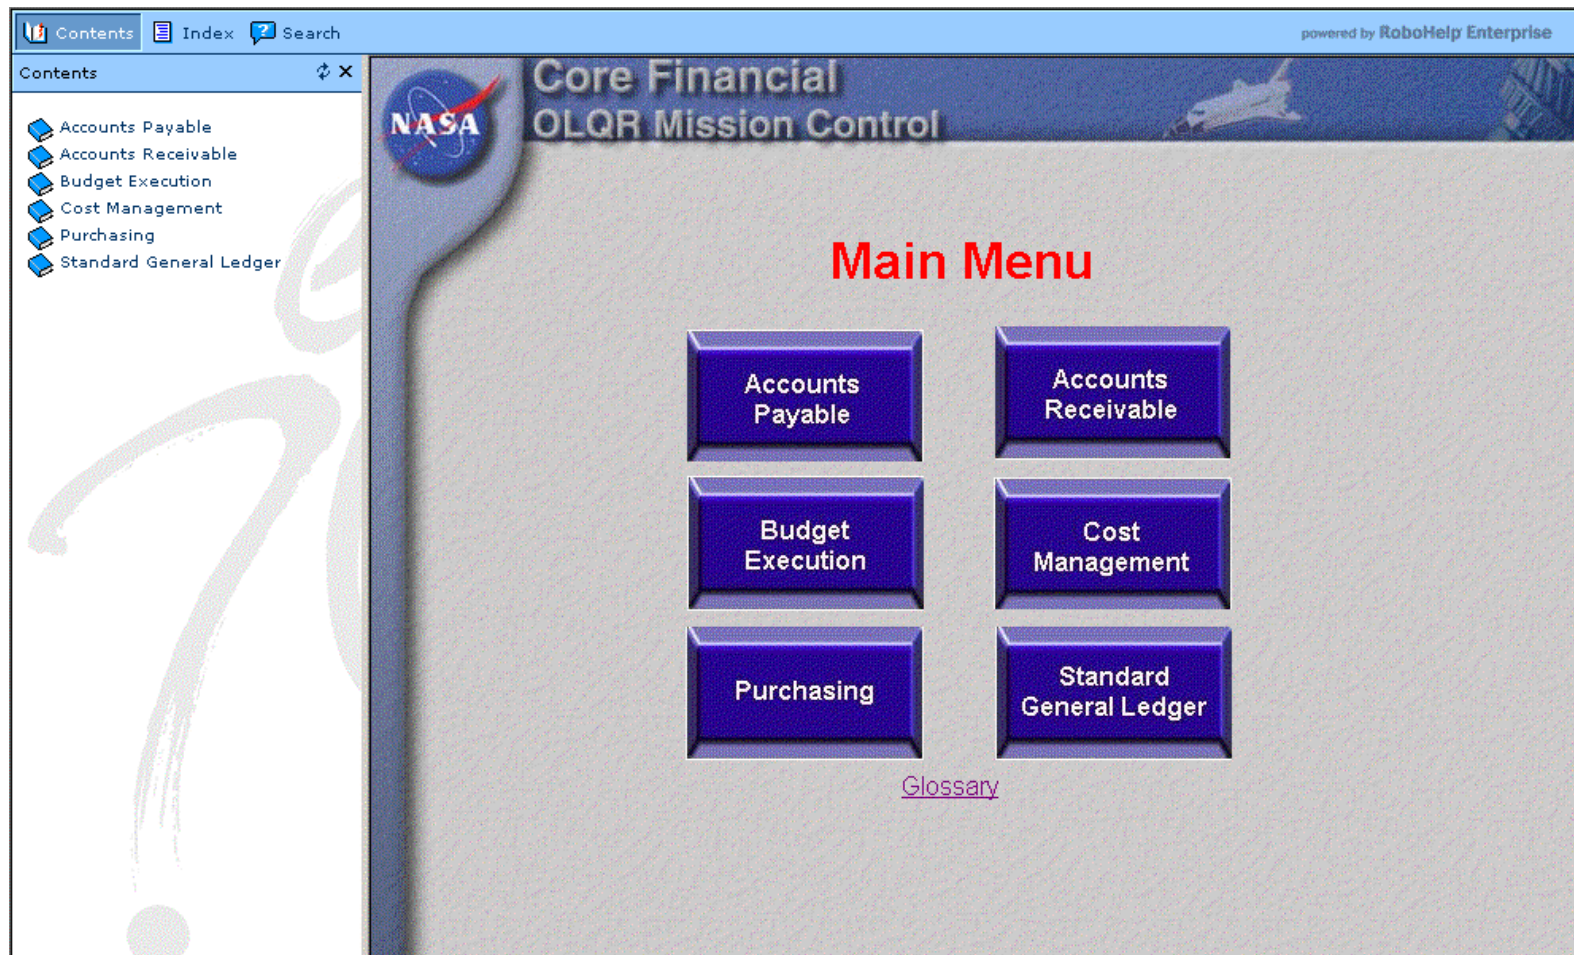 Contents Index Search
powered by RoboHelp Enterprise
Contents
Accounts Payable
Accounts Receivable
Budget Execution
Cost Management
Purchasing
Standard General Ledger
NASA
Core Financial
OLQR Mission Control
Main Menu
Accounts
Payable
Accounts
Receivable
Budget
Execution
Cost
Management
Purchasing
Standard
General Ledger
Glossary